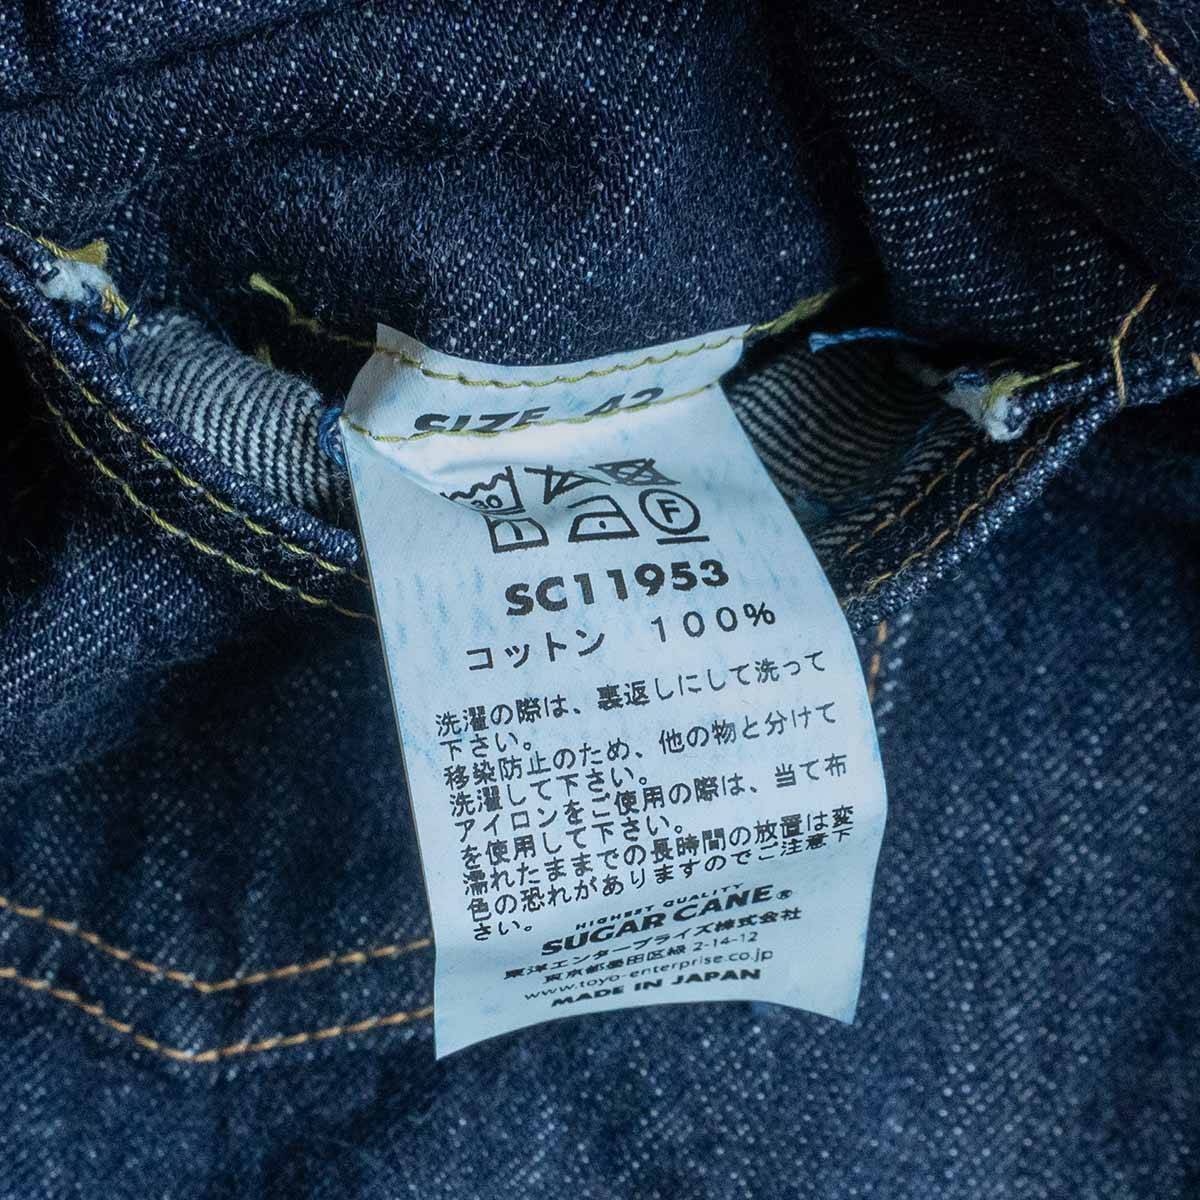 SIZE 42
30
F
SC11953
コットン 100%
洗濯の際は、裏返しにして洗って
下さい。
移染防止のため、他の物と分けて
洗濯して下さい。
アイロンをご使用の際は、当て布
を使用して下さい。
濡れたままでの長時間の放置は変
色の恐れがありますのでご注意下
さい。
HIGHEST QUALITY
SUGAR CANE®
東洋エンタープライズ株式会社
東京都墨田区緑 2-14-12
www.toyo-enterprise.co.jp
MADE IN JAPAN